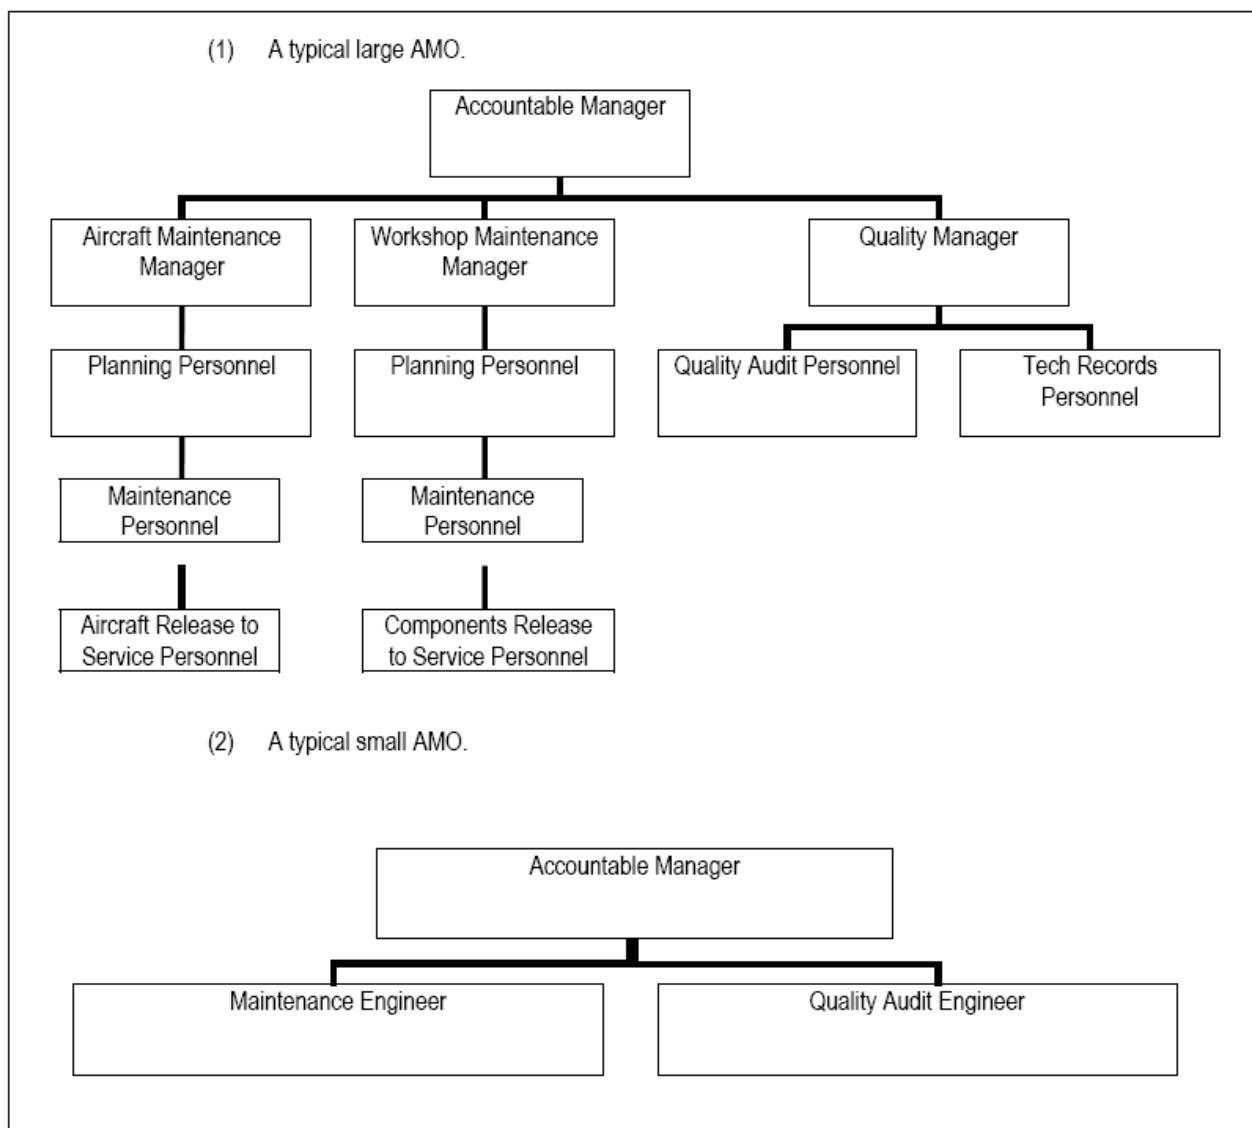 (1) A typical large AMO.
Accountable Manager
Aircraft Maintenance
Manager
Workshop Maintenance
Manager
Quality Manager
Planning Personnel
Planning Personnel
Quality Audit Personnel
Tech Records
Personnel
Maintenance
Personnel
Maintenance
Personnel
Aircraft Release to
Service Personnel
Components Release
to Service Personnel
(2) A typical small AMO.
Accountable Manager
Maintenance Engineer
Quality Audit Engineer